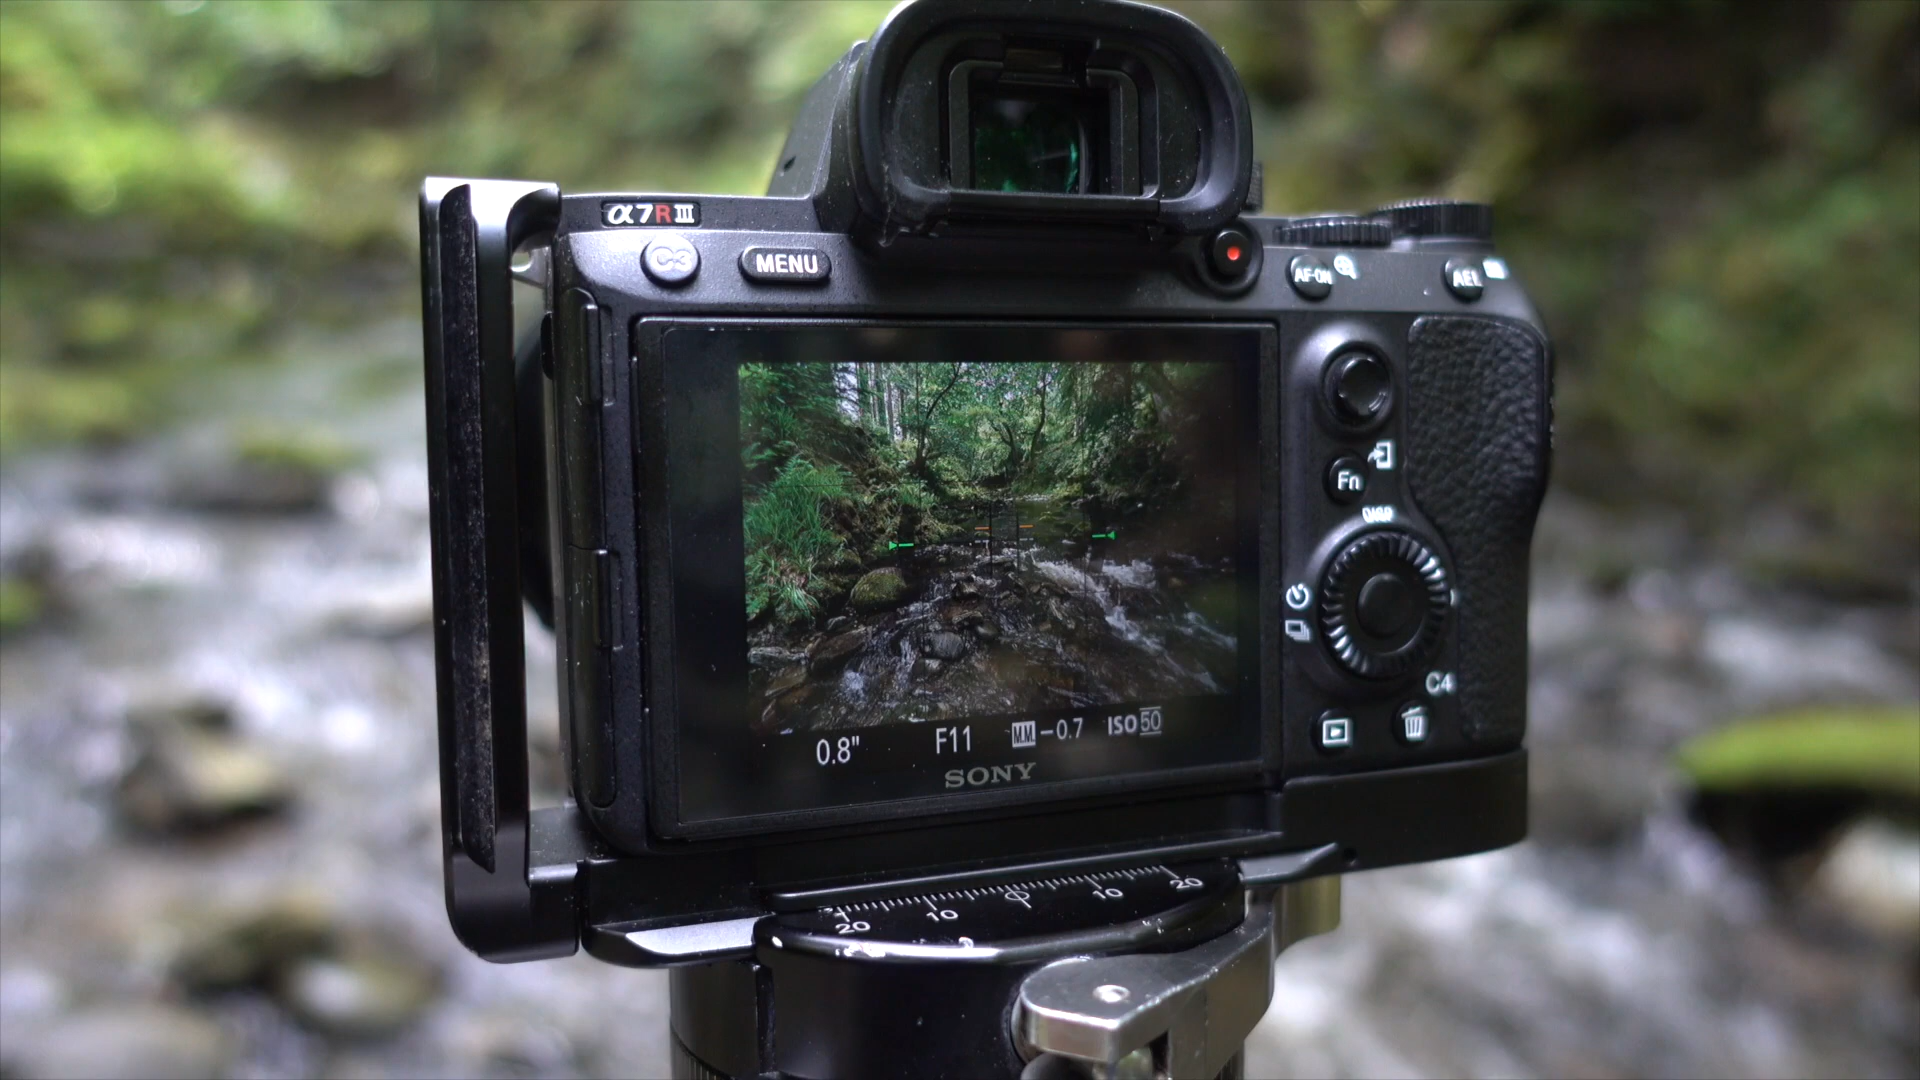 α7RIII
C3
MENU
AF-ON
AEL
Fn
DISP
C4
0.8" F11 M.M. −0.7 ISO 50
SONY
20 10 10 20